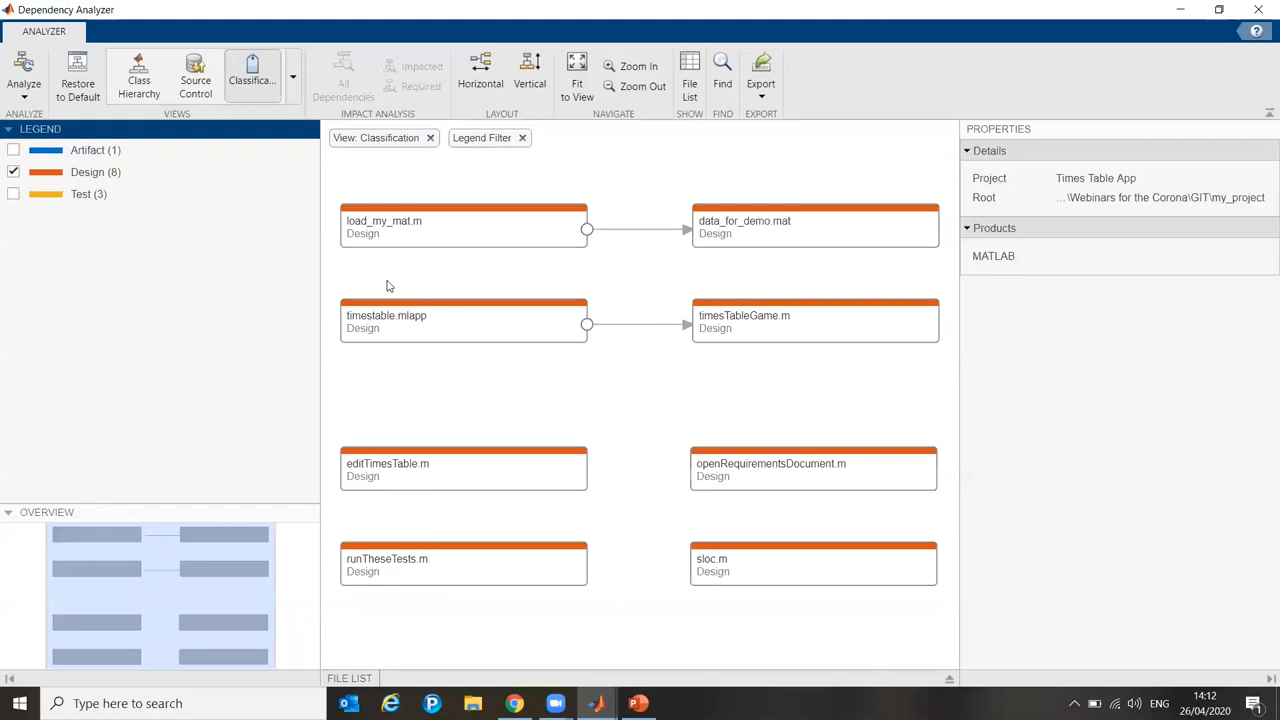 Dependency Analyzer
ANALYZER
Analyze
Restore
to Default
Class
Hierarchy
Source
Control
Classifica...
All
Dependencies
Impacted
Required
Horizontal
Vertical
Fit
to View
Zoom In
Zoom Out
File
List
Find
Export
ANALYZE
VIEWS
IMPACT ANALYSIS
LAYOUT
NAVIGATE
SHOW
FIND
EXPORT
LEGEND
Artifact (1)
Design (8)
Test (3)
View: Classification
Legend Filter
load_my_mat.m
Design
data_for_demo.mat
Design
timestable.mlapp
Design
timesTableGame.m
Design
editTimesTable.m
Design
openRequirementsDocument.m
Design
runTheseTests.m
Design
sloc.m
Design
PROPERTIES
Details
Project Times Table App
Root ...\Webinars for the Corona\GIT\my_project
Products
MATLAB
OVERVIEW
FILE LIST
Type here to search
ENG
14:12
26/04/2020
1